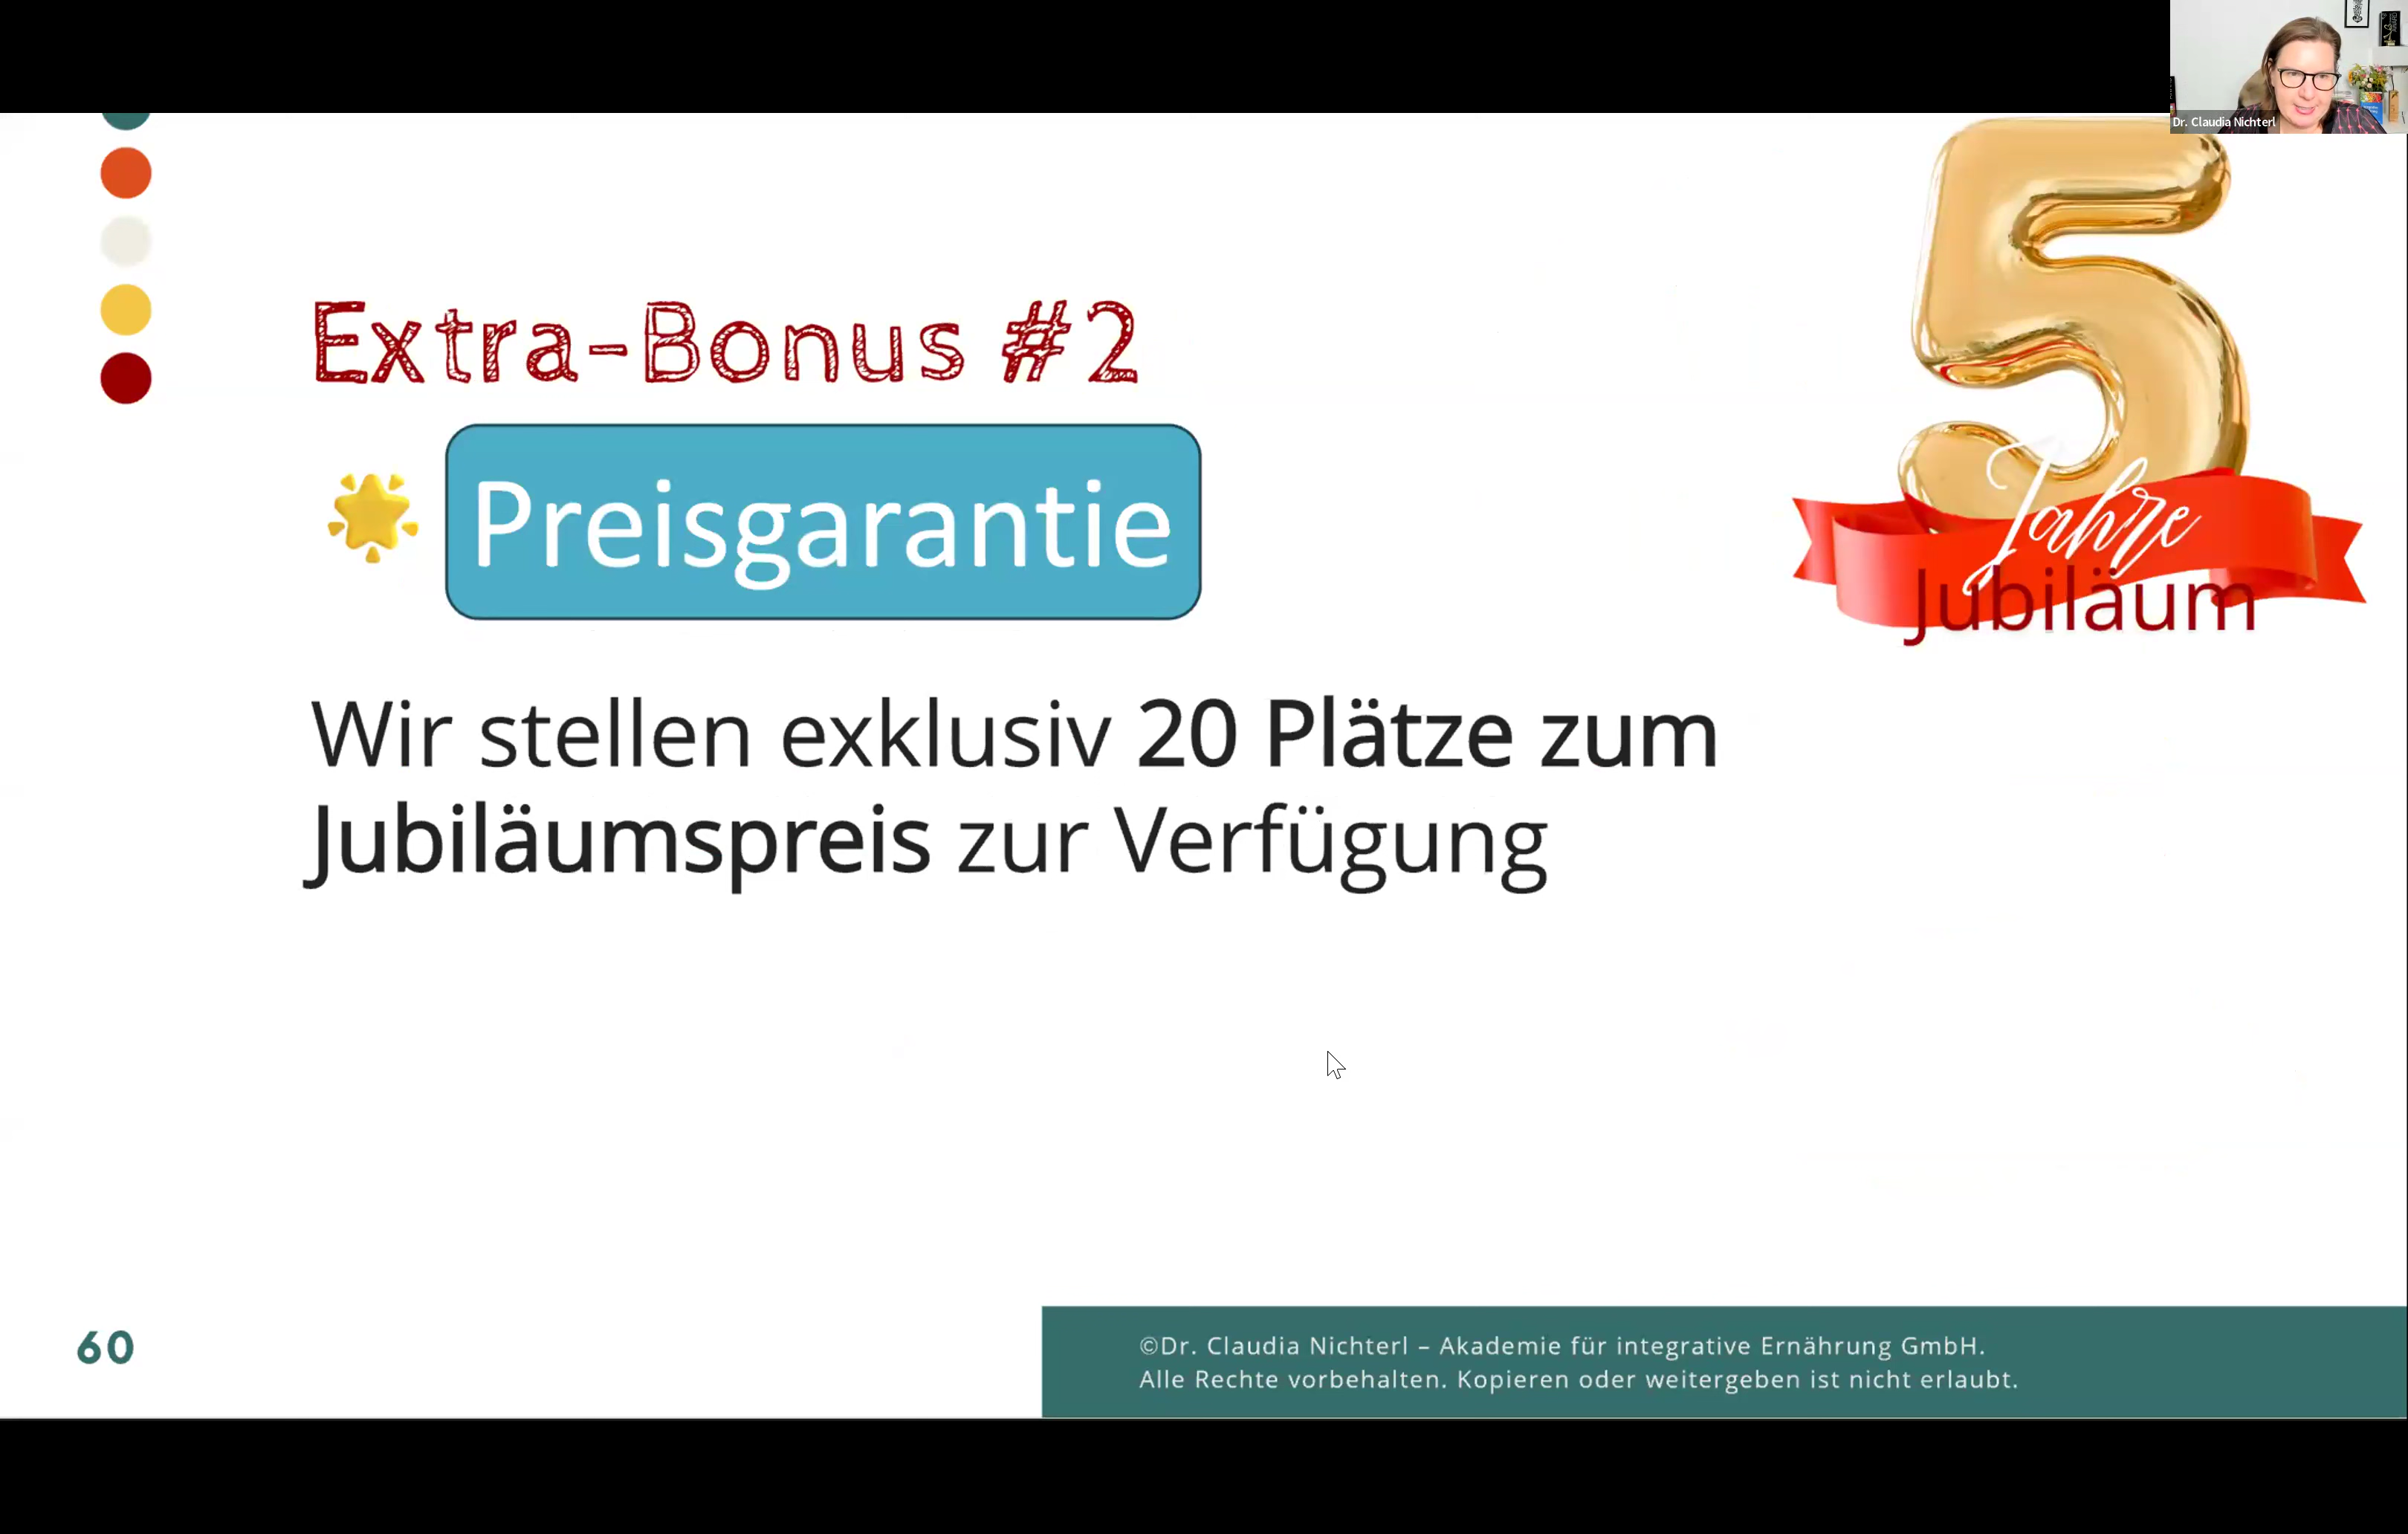 Dr. Claudia Nichterl
Extra-Bonus #2
Preisgarantie
5
Jahre
Jubiläum
Wir stellen exklusiv 20 Plätze zum
Jubiläumspreis zur Verfügung
60
©Dr. Claudia Nichterl – Akademie für integrative Ernährung GmbH.
Alle Rechte vorbehalten. Kopieren oder weitergeben ist nicht erlaubt.